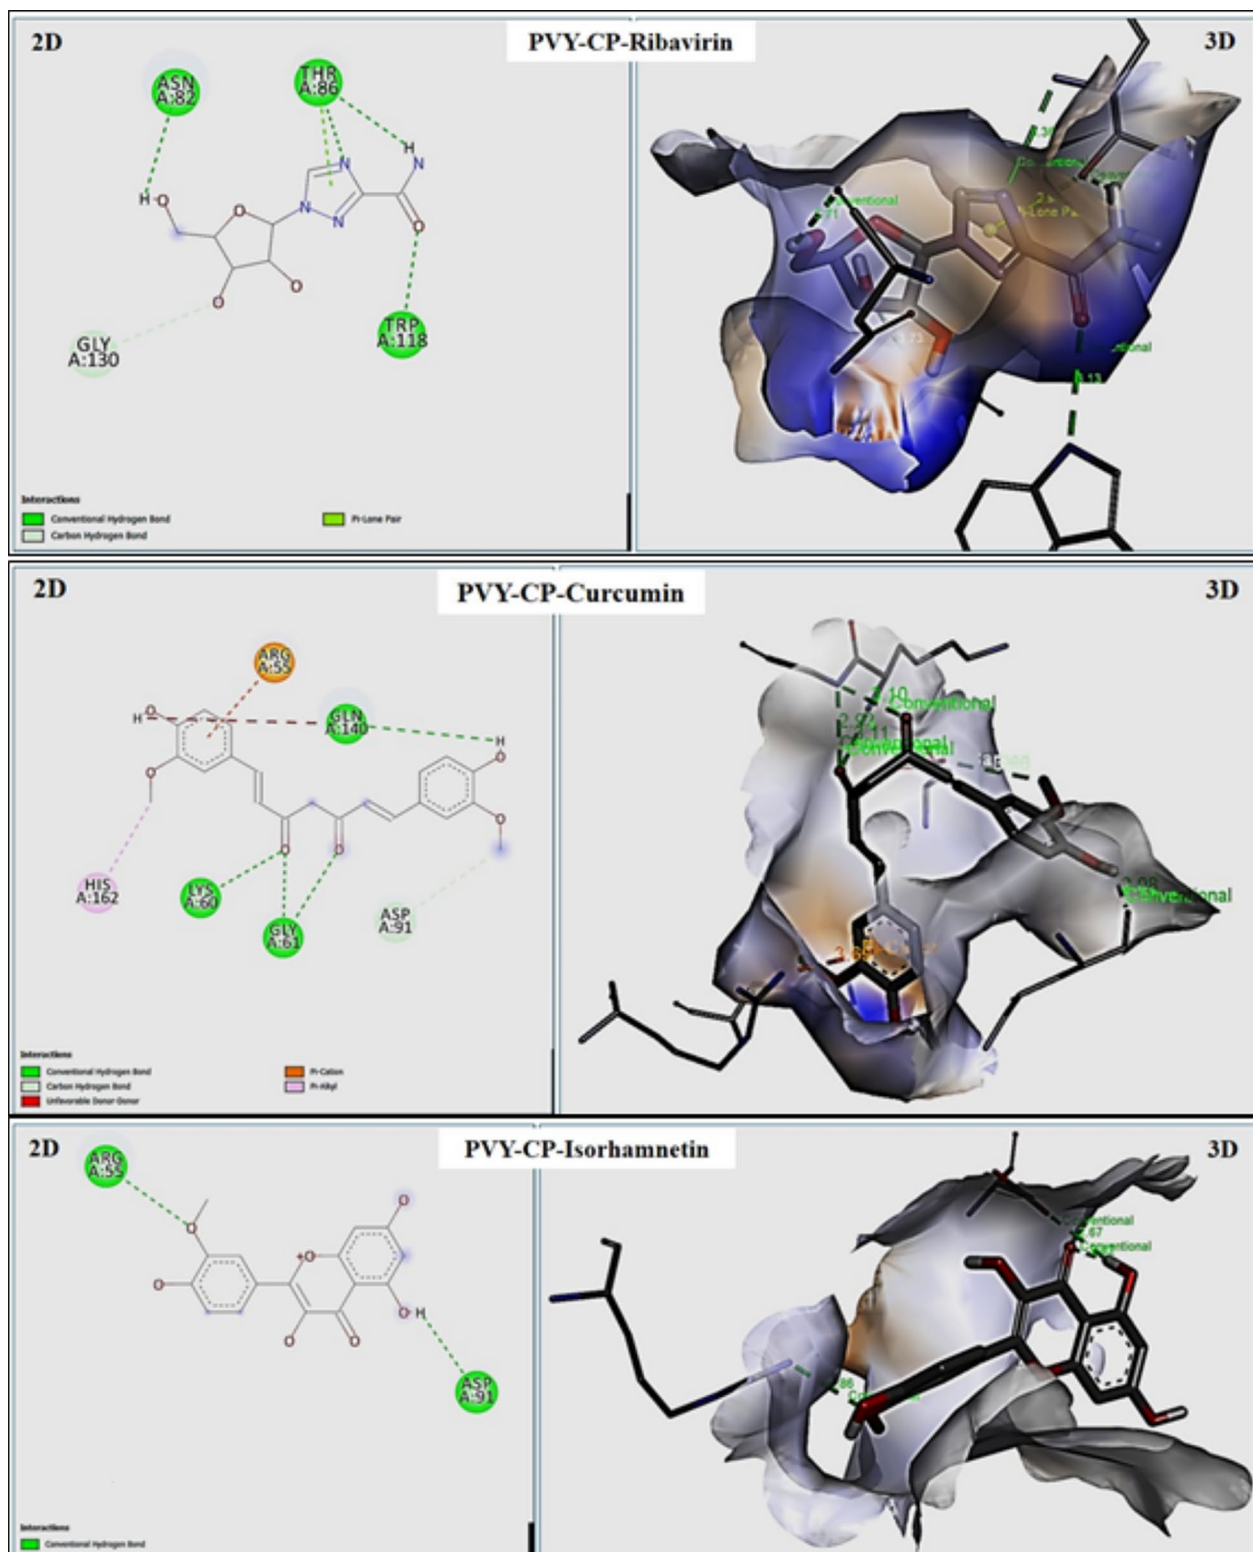 2D
PVY-CP-Ribavirin
3D
ASN
A:82
THR
A:86
H
N
N
H
O
O
N
N
O
O
O
TRP
A:118
GLY
A:130
Interactions
Conventional Hydrogen Bond
Pi-Lone Pair
Carbon Hydrogen Bond
Conventional
2D
PVY-CP-Curcumin
3D
ARG
A:55
GLN
A:140
H
O
H
O
O
O
O
O
HIS
A:162
LYS
A:60
GLY
A:61
ASP
A:91
Interactions
Conventional Hydrogen Bond
Pi-Cation
Carbon Hydrogen Bond
Pi-Alkyl
Unfavorable Donor-Donor
Conventional
Conventional
Conventional
2D
PVY-CP-Isorhamnetin
3D
ARG
A:55
O
O
+O
O
O
O
O
H
ASP
A:91
Interactions
Conventional Hydrogen Bond
Conventional
Conventional